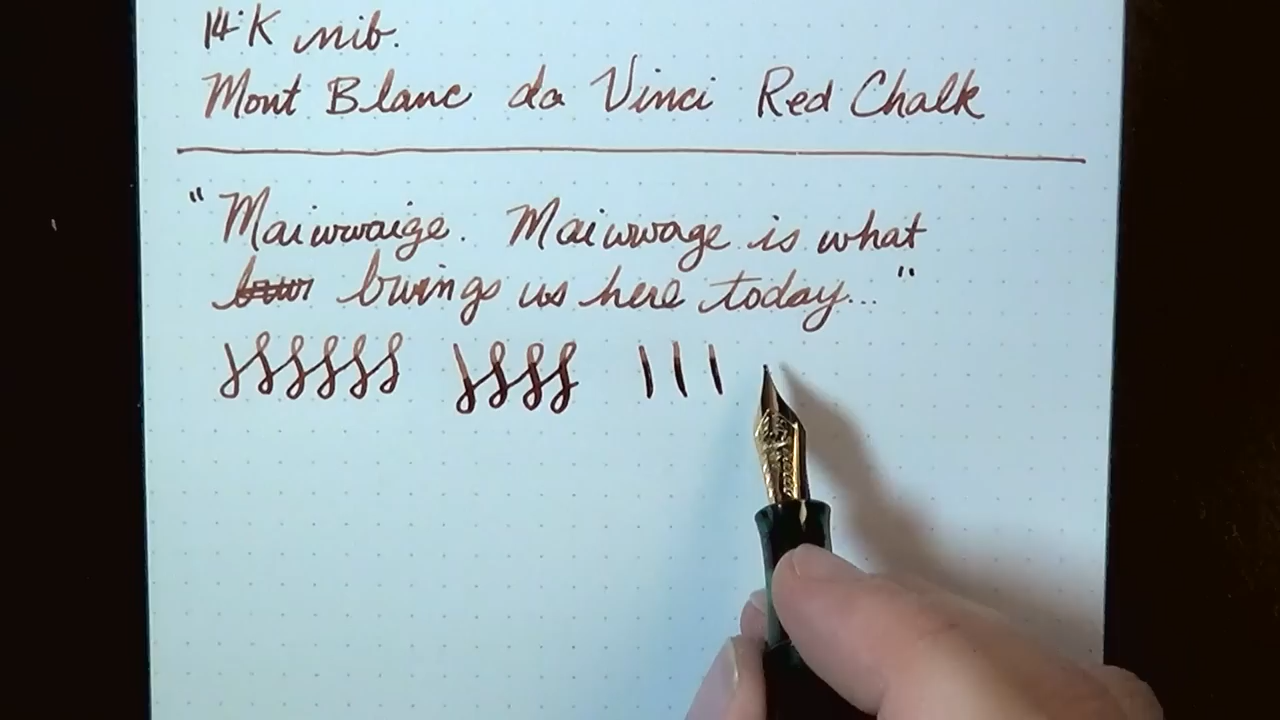 14K nib.
Mont Blanc da Vinci Red Chalk
"Maiwwaige. Maiwwage is what
bwings us here today..."